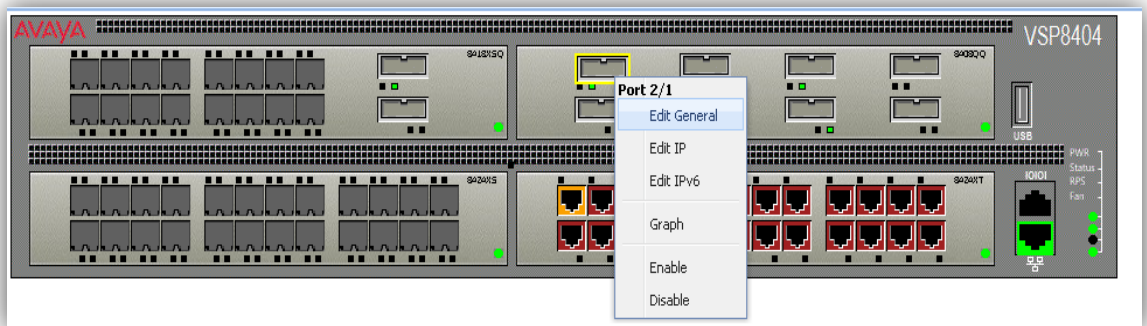 AVAYA
VSP8404
8418XSQ
8408QQ
Port 2/1
Edit General
Edit IP
Edit IPv6
Graph
Enable
Disable
USB
PWR
Status
RPS
Fan
IOIOI
8424XS
8424XT